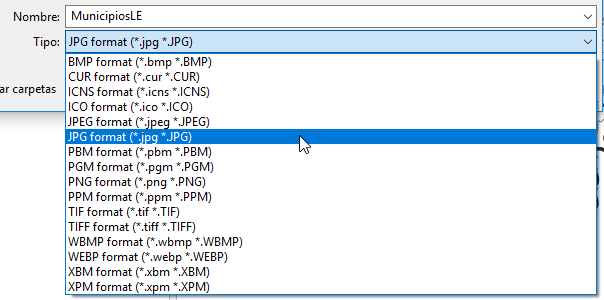 Nombre: MunicipiosLE
Tipo: JPG format (*.jpg *.JPG)
BMP format (*.bmp *.BMP)
CUR format (*.cur *.CUR)
ar carpetas ICNS format (*.icns *.ICNS)
ICO format (*.ico *.ICO)
JPEG format (*.jpeg *.JPEG)
JPG format (*.jpg *.JPG)
PBM format (*.pbm *.PBM)
PGM format (*.pgm *.PGM)
PNG format (*.png *.PNG)
PPM format (*.ppm *.PPM)
TIF format (*.tif *.TIF)
TIFF format (*.tiff *.TIFF)
WBMP format (*.wbmp *.WBMP)
WEBP format (*.webp *.WEBP)
XBM format (*.xbm *.XBM)
XPM format (*.xpm *.XPM)